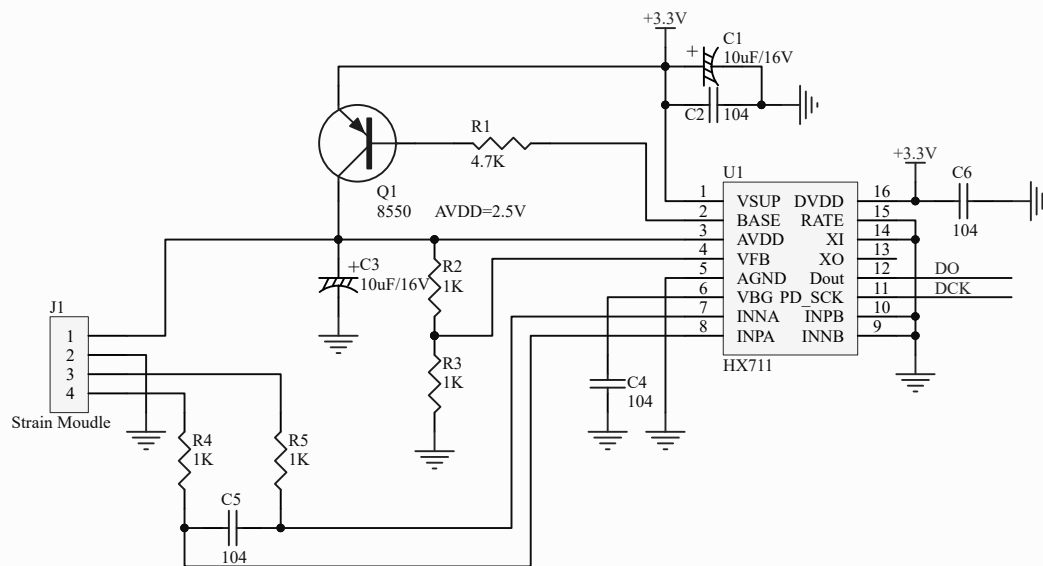 +3.3V
C1
+
10uF/16V
C2
104
R1
4.7K
Q1
8550
AVDD=2.5V
+3.3V
C6
104
U1
1 VSUP DVDD 16
2 BASE RATE 15
3 AVDD XI 14
4 VFB XO 13
5 AGND Dout 12 DO
6 VBG PD_SCK 11 DCK
7 INNA INPB 10
8 INPA INNB 9
HX711
+
C3
10uF/16V
R2
1K
R3
1K
C4
104
J1
1
2
3
4
Strain Moudle
R4
1K
R5
1K
C5
104